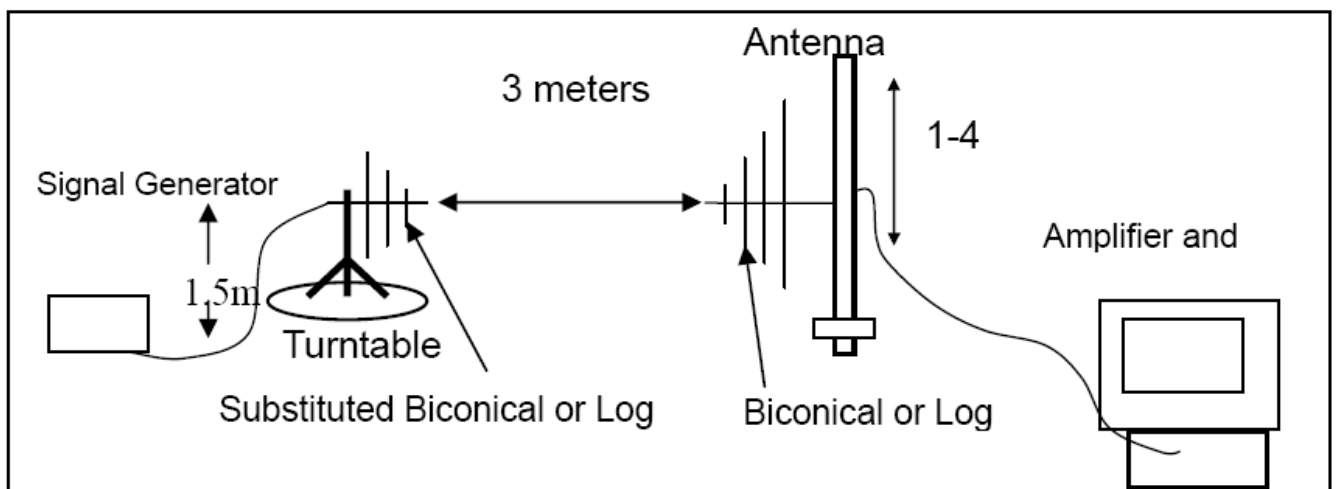 Antenna
3 meters
1-4
Signal Generator
Amplifier and
1.5m
Turntable
Substituted Biconical or Log
Biconical or Log